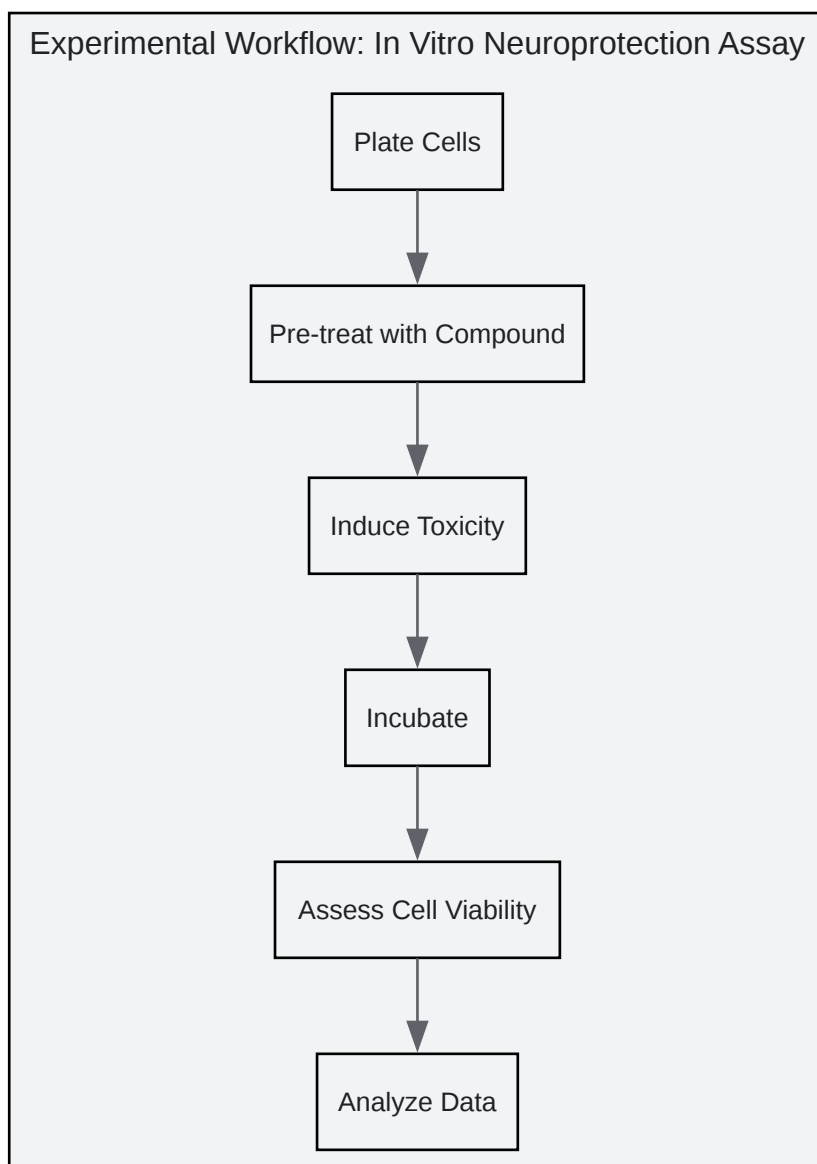 Experimental Workflow: In Vitro Neuroprotection Assay
Plate Cells
Pre-treat with Compound
Induce Toxicity
Incubate
Assess Cell Viability
Analyze Data